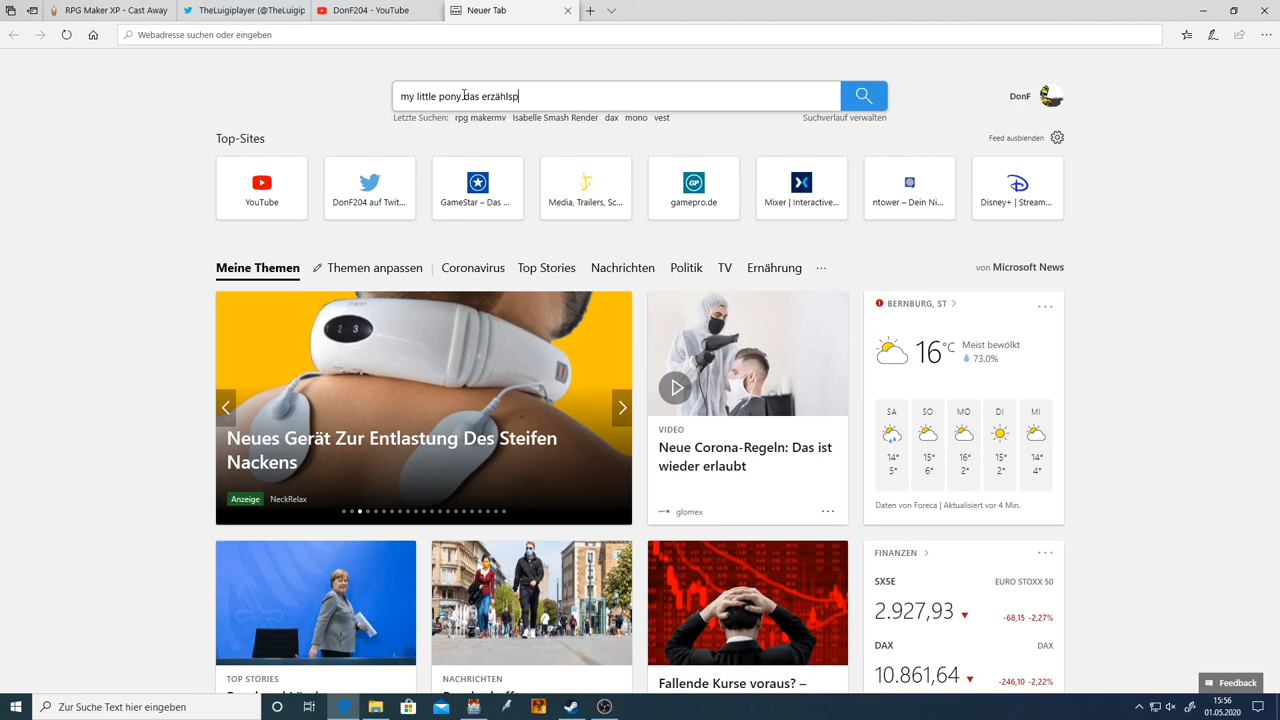 RPG Maker XP - Cast Away
TheLuigiplayer (@TheLuigip
DonF204 - YouTube
Neuer Tab
Webadresse suchen oder eingeben
my little pony das erzählsp
DonF
Letzte Suchen: rpg makermv Isabelle Smash Render dax mono vest
Suchverlauf verwalten
Top-Sites
Feed ausblenden
YouTube
DonF204 auf Twit...
GameStar – Das ...
Media, Trailers, Sc...
gamepro.de
Mixer | Interactive...
ntower – Dein Ni...
Disney+ | Stream...
Meine Themen
Themen anpassen
Coronavirus
Top Stories
Nachrichten
Politik
TV
Ernährung
von Microsoft News
2 3
Neues Gerät Zur Entlastung Des Steifen
Nackens
Anzeige NeckRelax
VIDEO
Neue Corona-Regeln: Das ist
wieder erlaubt
glomex
BERNBURG, ST
16 °C
Meist bewölkt
73,0%
SA SO MO DI MI
14° 15° 16° 15° 14°
5° 6° 2° 2° 4°
Daten von Foreca | Aktualisiert vor 4 Min.
TOP STORIES
NACHRICHTEN
Fallende Kurse voraus? –
FINANZEN
SX5E EURO STOXX 50
2.927,93 -68,15 -2,27%
DAX DAX
10.861,64 -246,10 -2,22%
Feedback
Zur Suche Text hier eingeben
15:56
01.05.2020